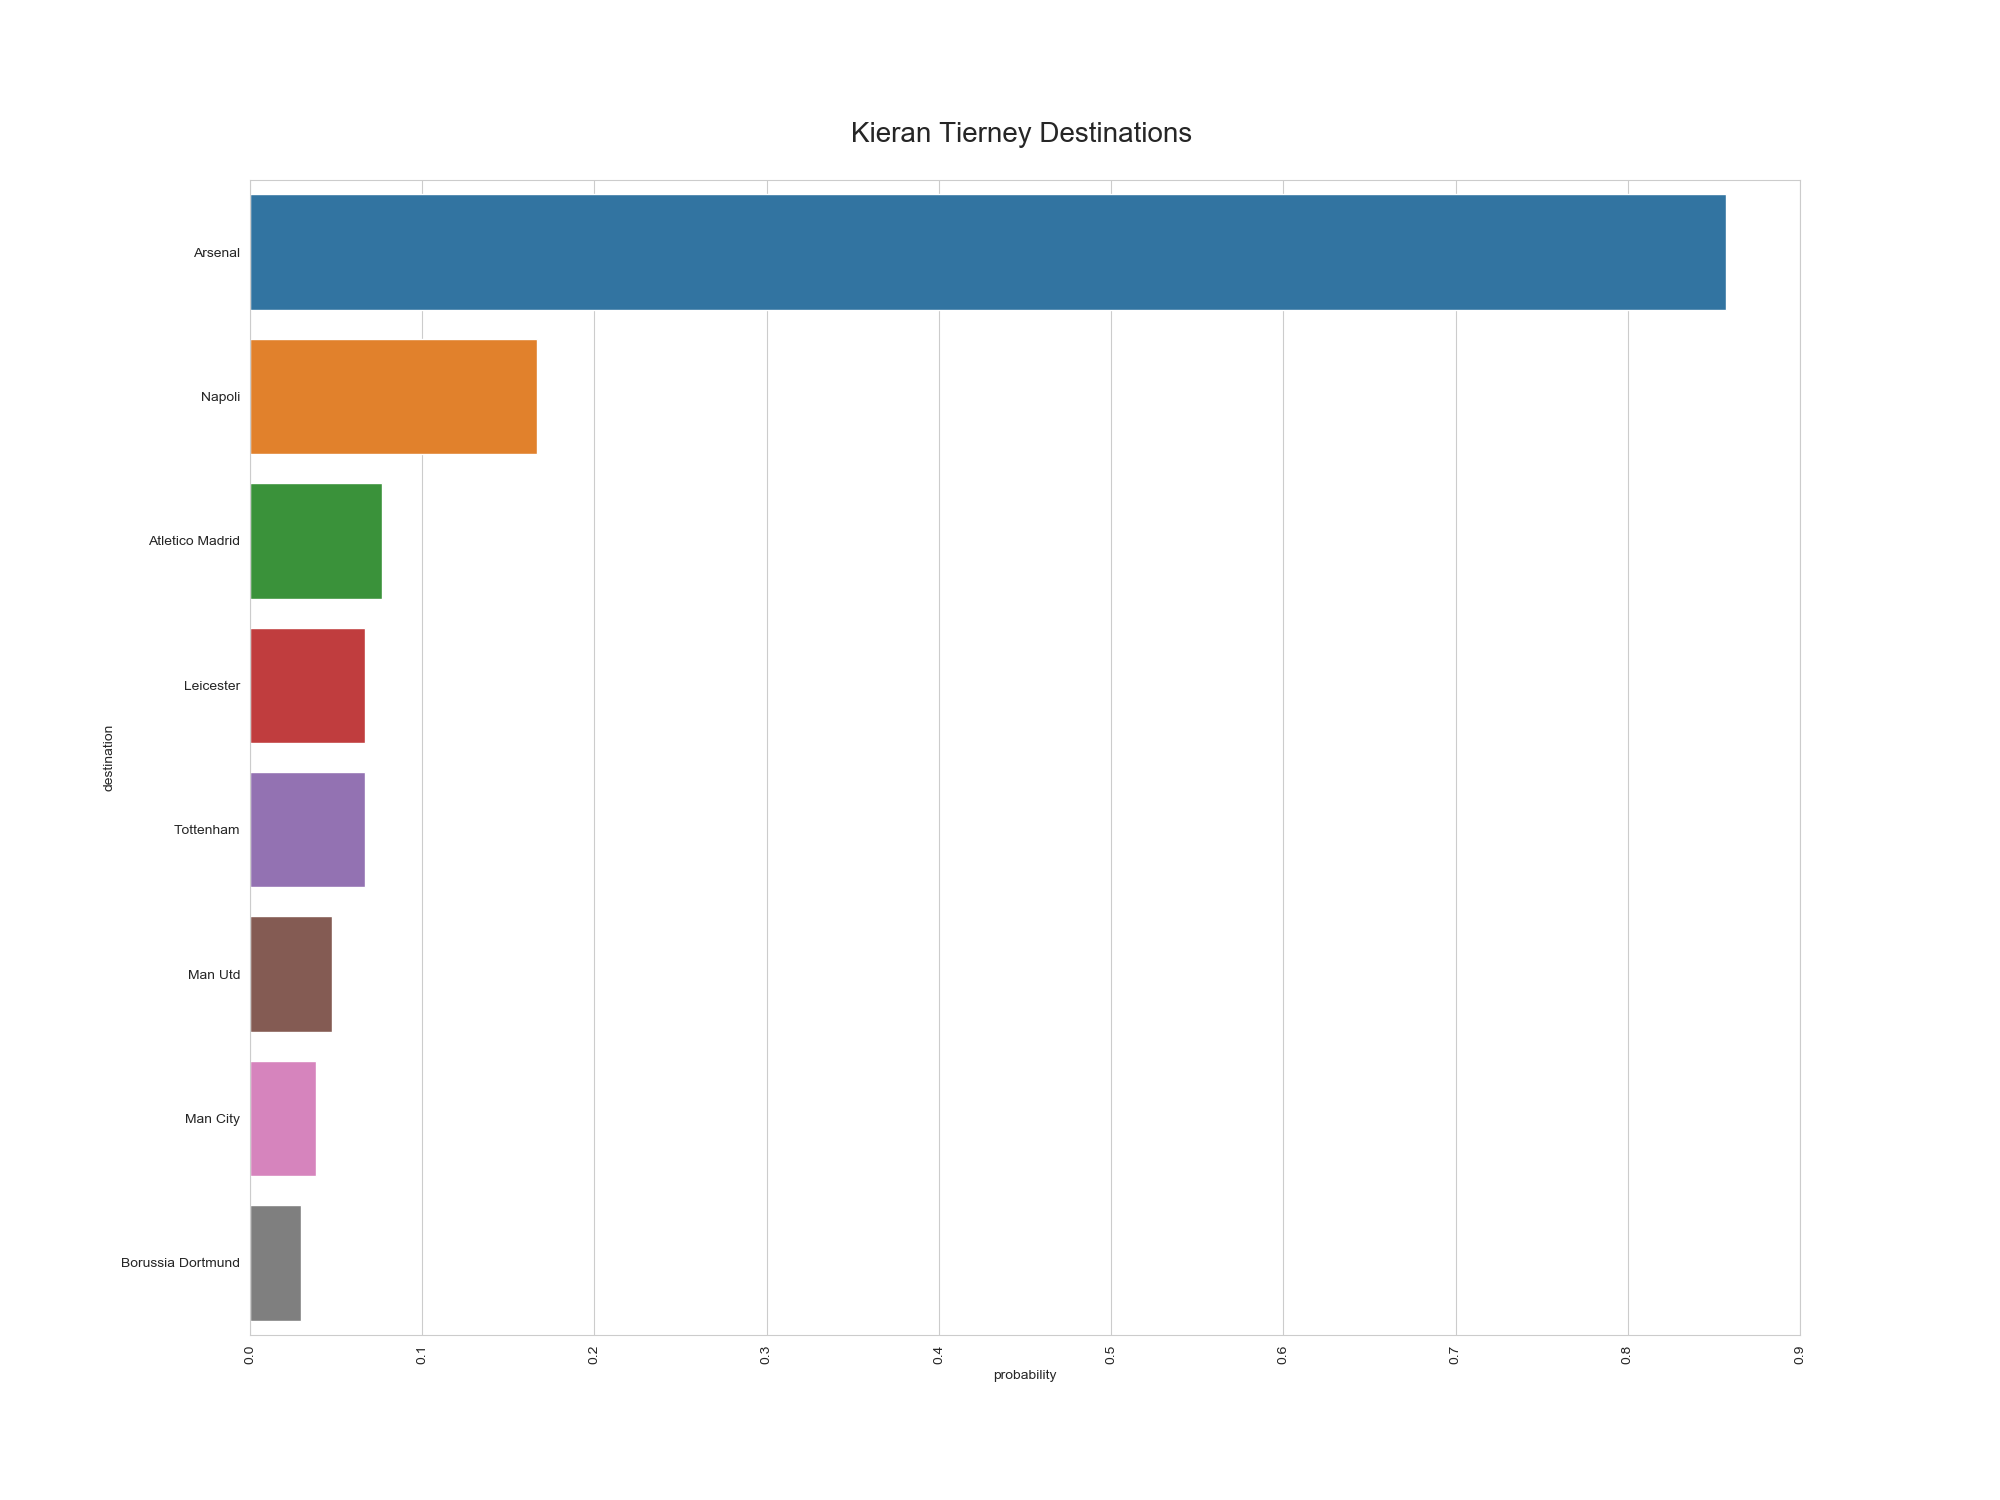 Kieran Tierney Destinations
Arsenal
Napoli
Atletico Madrid
Leicester
Tottenham
Man Utd
Man City
Borussia Dortmund
destination
0.0 0.1 0.2 0.3 0.4 0.5 0.6 0.7 0.8 0.9
probability